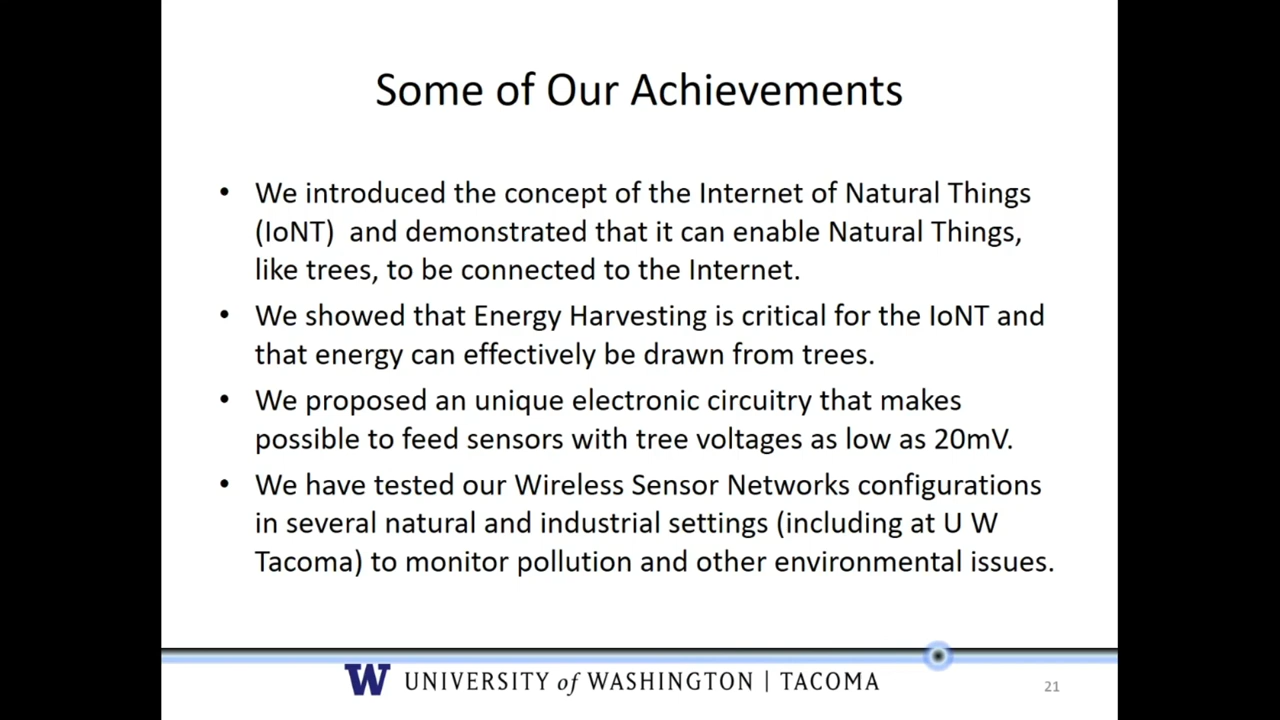 Some of Our Achievements
• We introduced the concept of the Internet of Natural Things
(IoNT) and demonstrated that it can enable Natural Things,
like trees, to be connected to the Internet.
• We showed that Energy Harvesting is critical for the IoNT and
that energy can effectively be drawn from trees.
• We proposed an unique electronic circuitry that makes
possible to feed sensors with tree voltages as low as 20mV.
• We have tested our Wireless Sensor Networks configurations
in several natural and industrial settings (including at U W
Tacoma) to monitor pollution and other environmental issues.
W UNIVERSITY of WASHINGTON | TACOMA
21